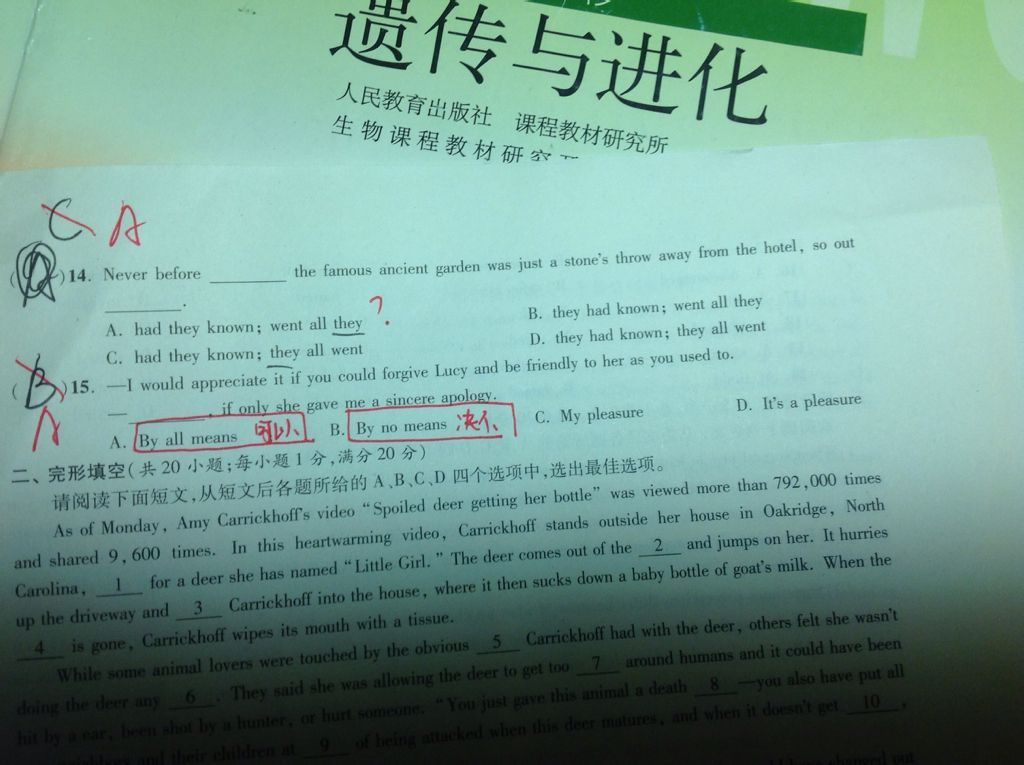 遗传与进化
人民教育出版社 课程教材研究所
生物课程教材研究
C A
( )14. Never before ________ the famous ancient garden was just a stone's throw away from the hotel, so out
________.
A. had they known; went all they ?
B. they had known; went all they
C. had they known; they all went
D. they had known; they all went
( B )15. —I would appreciate it if you could forgive Lucy and be friendly to her as you used to.
A
— ________, if only she gave me a sincere apology.
A. By all means 可以 B. By no means 决不 C. My pleasure D. It's a pleasure
二、完形填空(共20小题;每小题1分,满分20分)
请阅读下面短文,从短文后各题所给的A、B、C、D四个选项中,选出最佳选项。
As of Monday, Amy Carrickhoff's video “Spoiled deer getting her bottle” was viewed more than 792,000 times
and shared 9,600 times. In this heartwarming video, Carrickhoff stands outside her house in Oakridge, North
Carolina, 1 for a deer she has named “Little Girl.” The deer comes out of the 2 and jumps on her. It hurries
up the driveway and 3 Carrickhoff into the house, where it then sucks down a baby bottle of goat's milk. When the
4 is gone, Carrickhoff wipes its mouth with a tissue.
While some animal lovers were touched by the obvious 5 Carrickhoff had with the deer, others felt she wasn't
doing the deer any 6 . They said she was allowing the deer to get too 7 around humans and it could have been
hit by a car, been shot by a hunter, or hurt someone. “You just gave this animal a death 8 —you also have put all
and their children at 9 of being attacked when this deer matures, and when it doesn't get 10 ,